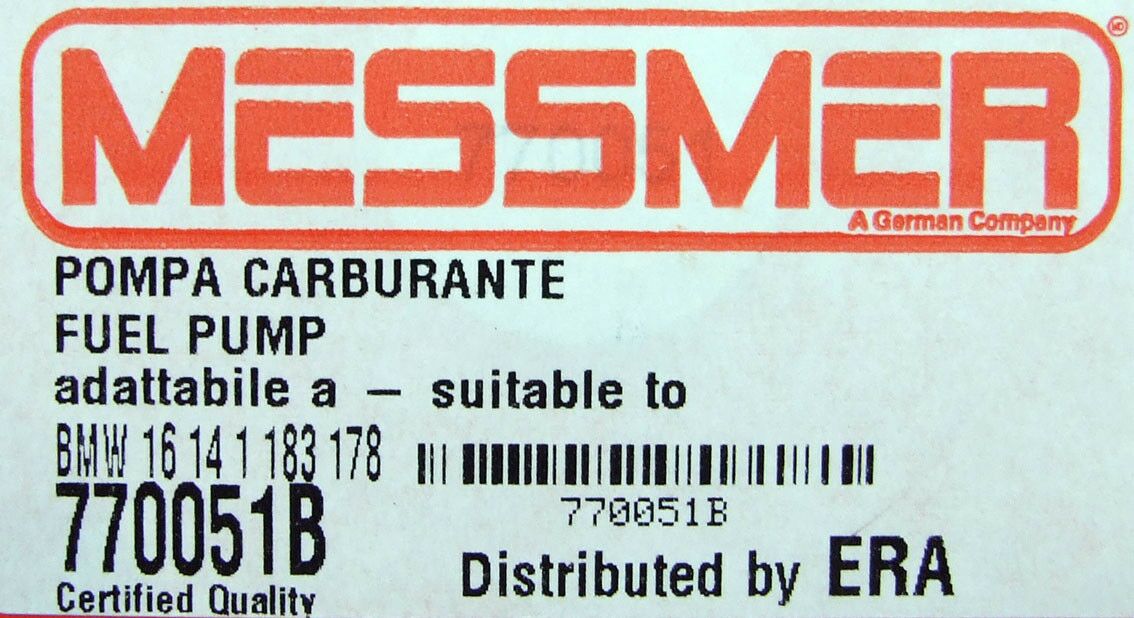 MESSMER
A German Company
POMPA CARBURANTE
FUEL PUMP
adattabile a – suitable to
BMW 16 14 1 183 178
770051B
770051B
Certified Quality
Distributed by ERA